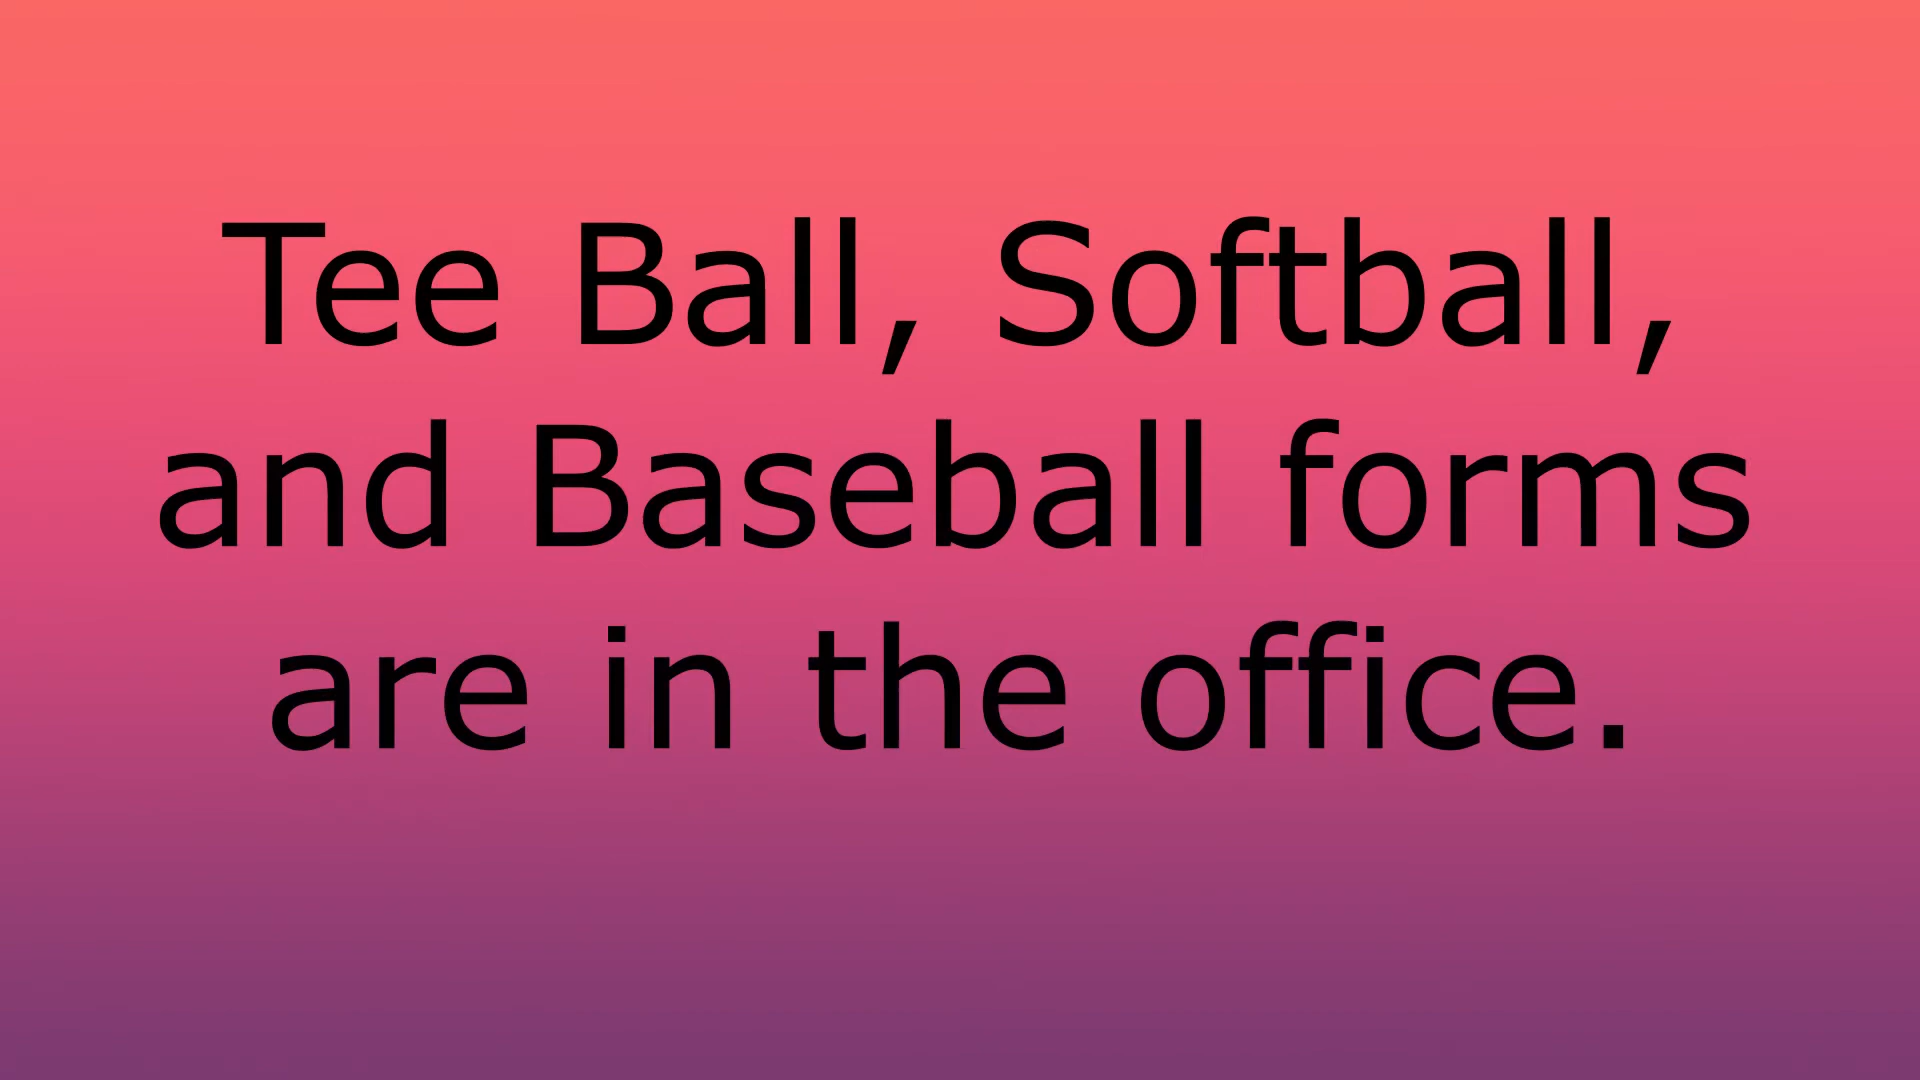 Tee Ball, Softball,
and Baseball forms
are in the office.